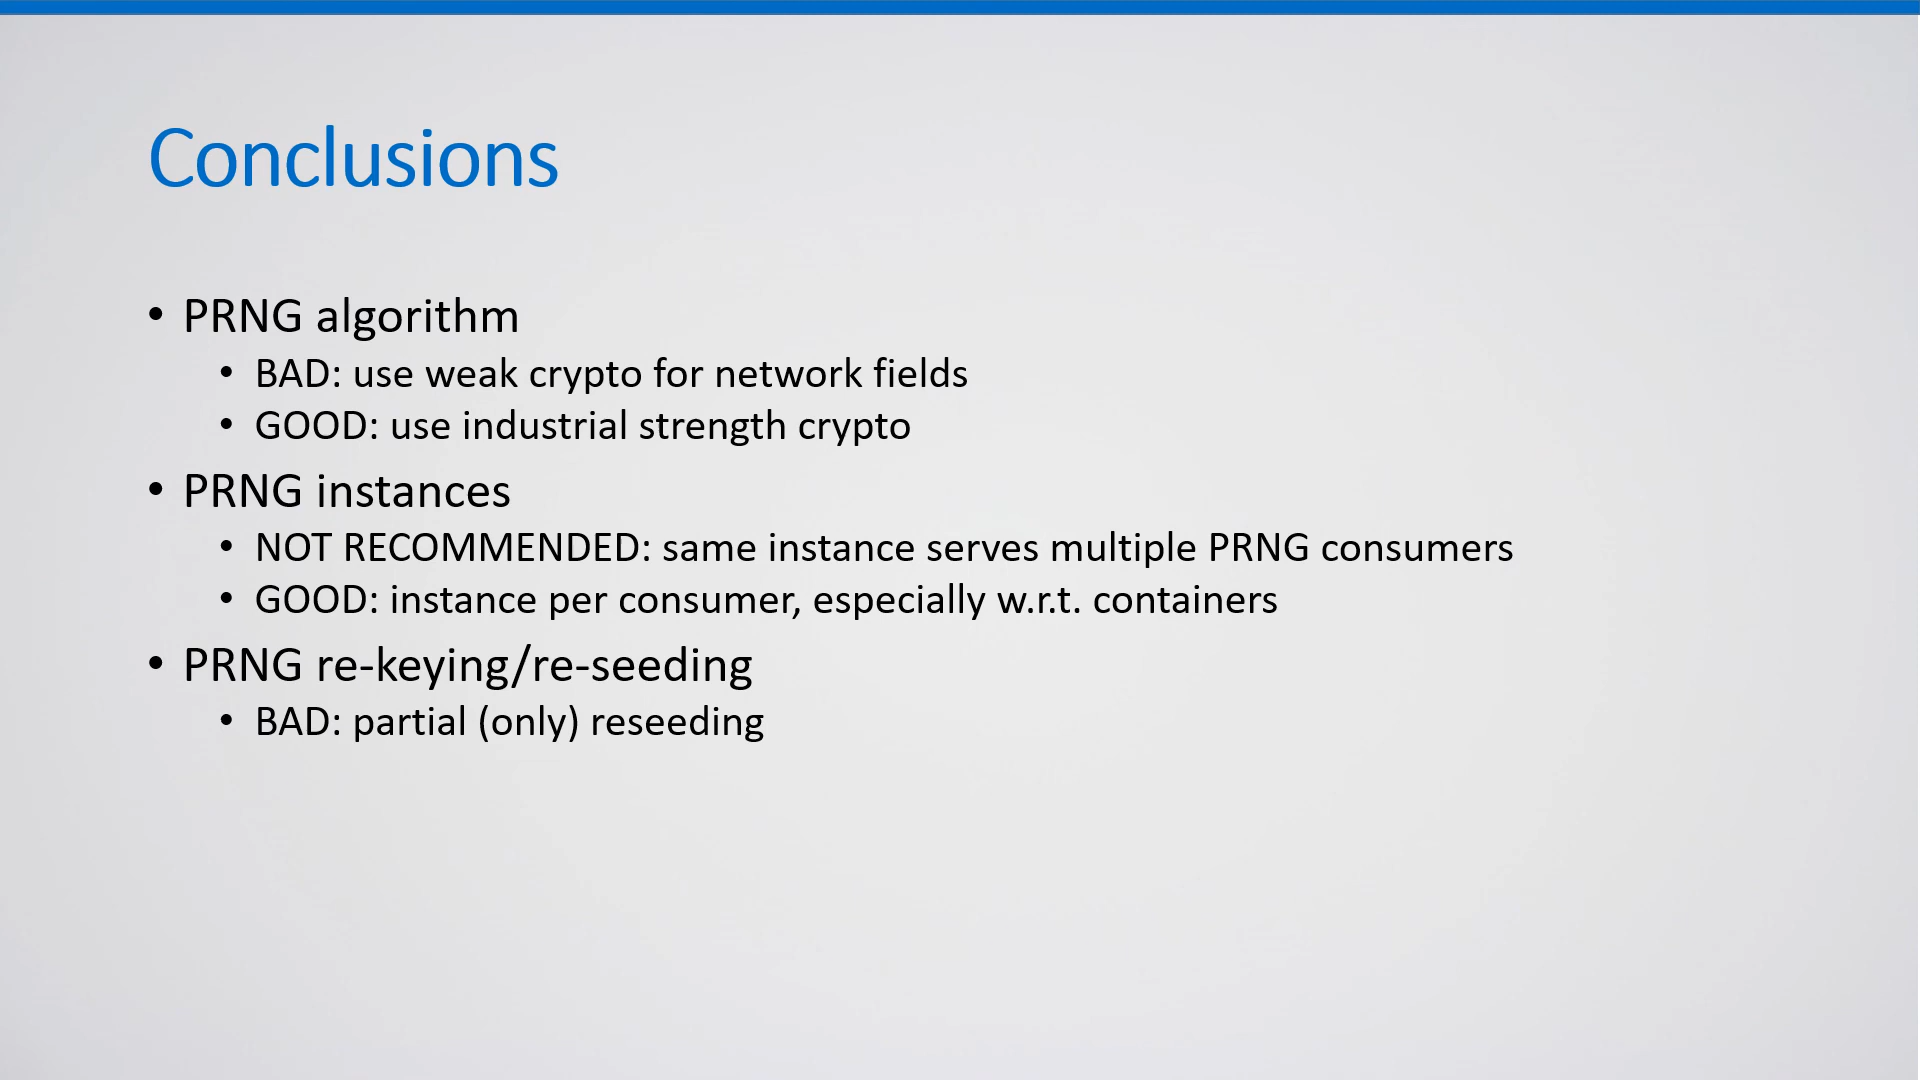 Conclusions
• PRNG algorithm
• BAD: use weak crypto for network fields
• GOOD: use industrial strength crypto
• PRNG instances
• NOT RECOMMENDED: same instance serves multiple PRNG consumers
• GOOD: instance per consumer, especially w.r.t. containers
• PRNG re-keying/re-seeding
• BAD: partial (only) reseeding